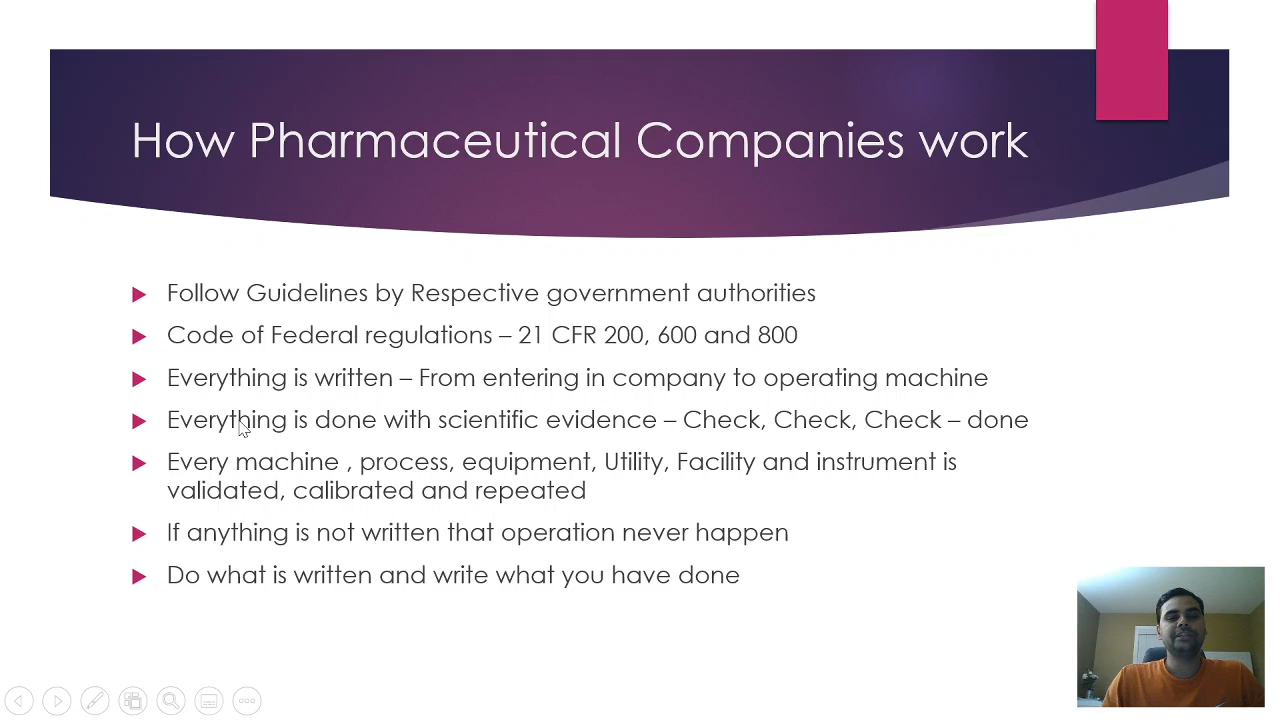 How Pharmaceutical Companies work
Follow Guidelines by Respective government authorities
Code of Federal regulations – 21 CFR 200, 600 and 800
Everything is written – From entering in company to operating machine
Everything is done with scientific evidence – Check, Check, Check – done
Every machine , process, equipment, Utility, Facility and instrument is
validated, calibrated and repeated
If anything is not written that operation never happen
Do what is written and write what you have done